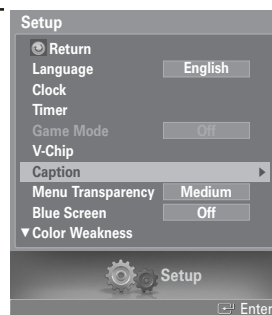 Setup
Return
Language English
Clock
Timer
Game Mode Off
V-Chip
Caption
Menu Transparency Medium
Blue Screen Off
▼Color Weakness
Setup
Enter